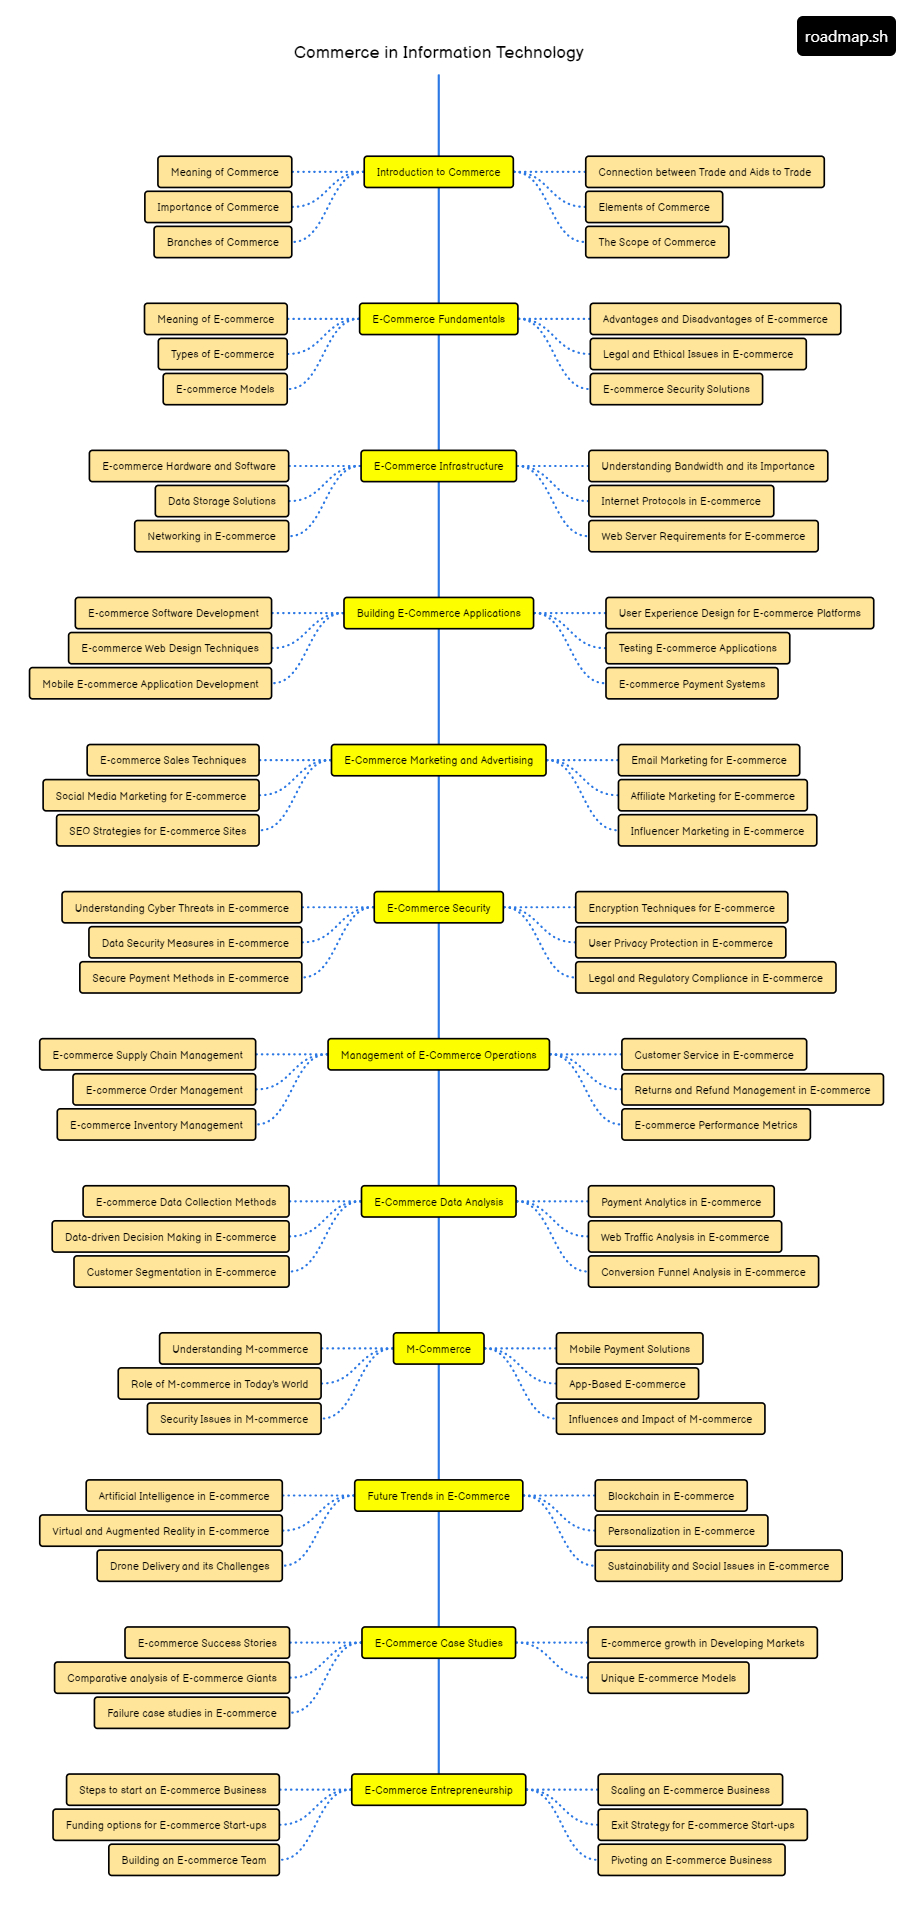 roadmap.sh
Commerce in Information Technology
Introduction to Commerce
Meaning of Commerce
Importance of Commerce
Branches of Commerce
Connection between Trade and Aids to Trade
Elements of Commerce
The Scope of Commerce
E-Commerce Fundamentals
Meaning of E-commerce
Types of E-commerce
E-commerce Models
Advantages and Disadvantages of E-commerce
Legal and Ethical Issues in E-commerce
E-commerce Security Solutions
E-Commerce Infrastructure
E-commerce Hardware and Software
Data Storage Solutions
Networking in E-commerce
Understanding Bandwidth and its Importance
Internet Protocols in E-commerce
Web Server Requirements for E-commerce
Building E-Commerce Applications
E-commerce Software Development
E-commerce Web Design Techniques
Mobile E-commerce Application Development
User Experience Design for E-commerce Platforms
Testing E-commerce Applications
E-commerce Payment Systems
E-Commerce Marketing and Advertising
E-commerce Sales Techniques
Social Media Marketing for E-commerce
SEO Strategies for E-commerce Sites
Email Marketing for E-commerce
Affiliate Marketing for E-commerce
Influencer Marketing in E-commerce
E-Commerce Security
Understanding Cyber Threats in E-commerce
Data Security Measures in E-commerce
Secure Payment Methods in E-commerce
Encryption Techniques for E-commerce
User Privacy Protection in E-commerce
Legal and Regulatory Compliance in E-commerce
Management of E-Commerce Operations
E-commerce Supply Chain Management
E-commerce Order Management
E-commerce Inventory Management
Customer Service in E-commerce
Returns and Refund Management in E-commerce
E-commerce Performance Metrics
E-Commerce Data Analysis
E-commerce Data Collection Methods
Data-driven Decision Making in E-commerce
Customer Segmentation in E-commerce
Payment Analytics in E-commerce
Web Traffic Analysis in E-commerce
Conversion Funnel Analysis in E-commerce
M-Commerce
Understanding M-commerce
Role of M-commerce in Today's World
Security Issues in M-commerce
Mobile Payment Solutions
App-Based E-commerce
Influences and Impact of M-commerce
Future Trends in E-Commerce
Artificial Intelligence in E-commerce
Virtual and Augmented Reality in E-commerce
Drone Delivery and its Challenges
Blockchain in E-commerce
Personalization in E-commerce
Sustainability and Social Issues in E-commerce
E-Commerce Case Studies
E-commerce Success Stories
Comparative analysis of E-commerce Giants
Failure case studies in E-commerce
E-commerce growth in Developing Markets
Unique E-commerce Models
E-Commerce Entrepreneurship
Steps to start an E-commerce Business
Funding options for E-commerce Start-ups
Building an E-commerce Team
Scaling an E-commerce Business
Exit Strategy for E-commerce Start-ups
Pivoting an E-commerce Business